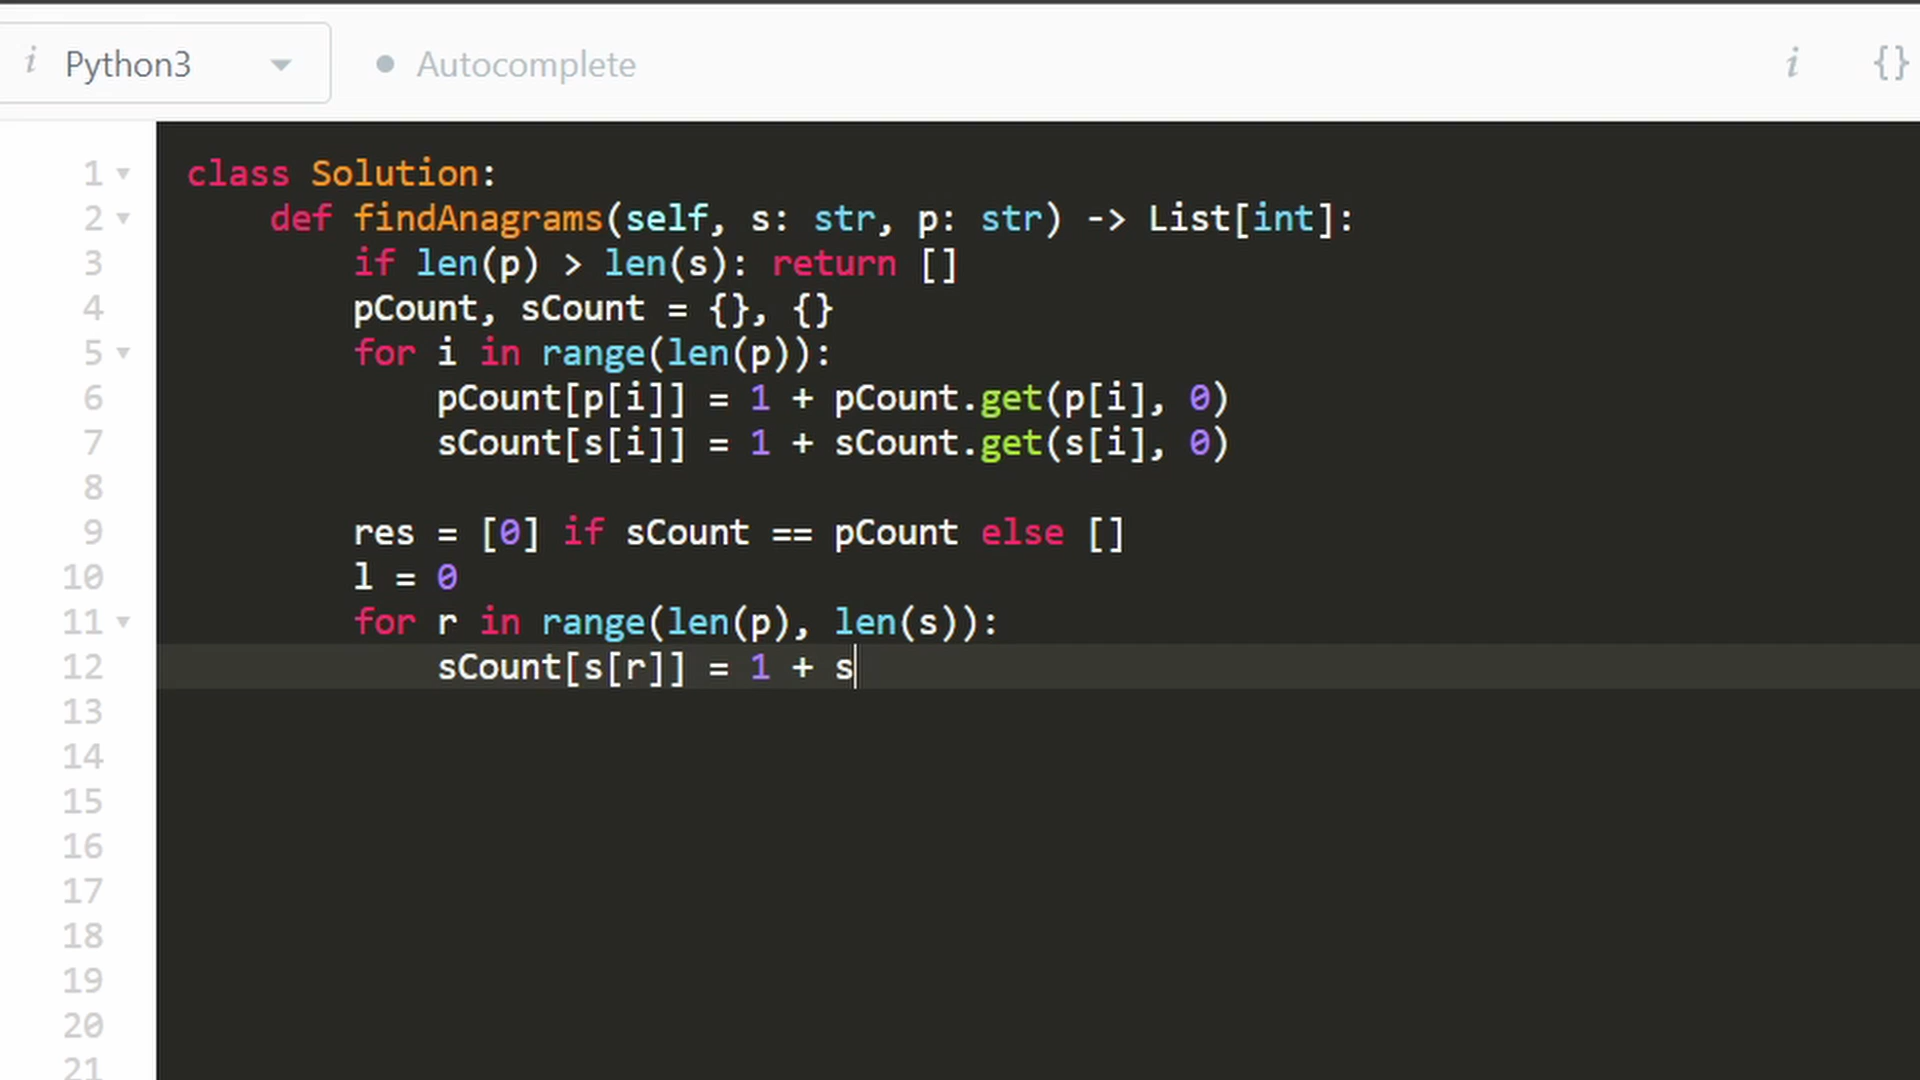 i Python3 Autocomplete i {}
1 class Solution:
2 def findAnagrams(self, s: str, p: str) -> List[int]:
3 if len(p) > len(s): return []
4 pCount, sCount = {}, {}
5 for i in range(len(p)):
6 pCount[p[i]] = 1 + pCount.get(p[i], 0)
7 sCount[s[i]] = 1 + sCount.get(s[i], 0)
8
9 res = [0] if sCount == pCount else []
10 l = 0
11 for r in range(len(p), len(s)):
12 sCount[s[r]] = 1 + s
13
14
15
16
17
18
19
20
21